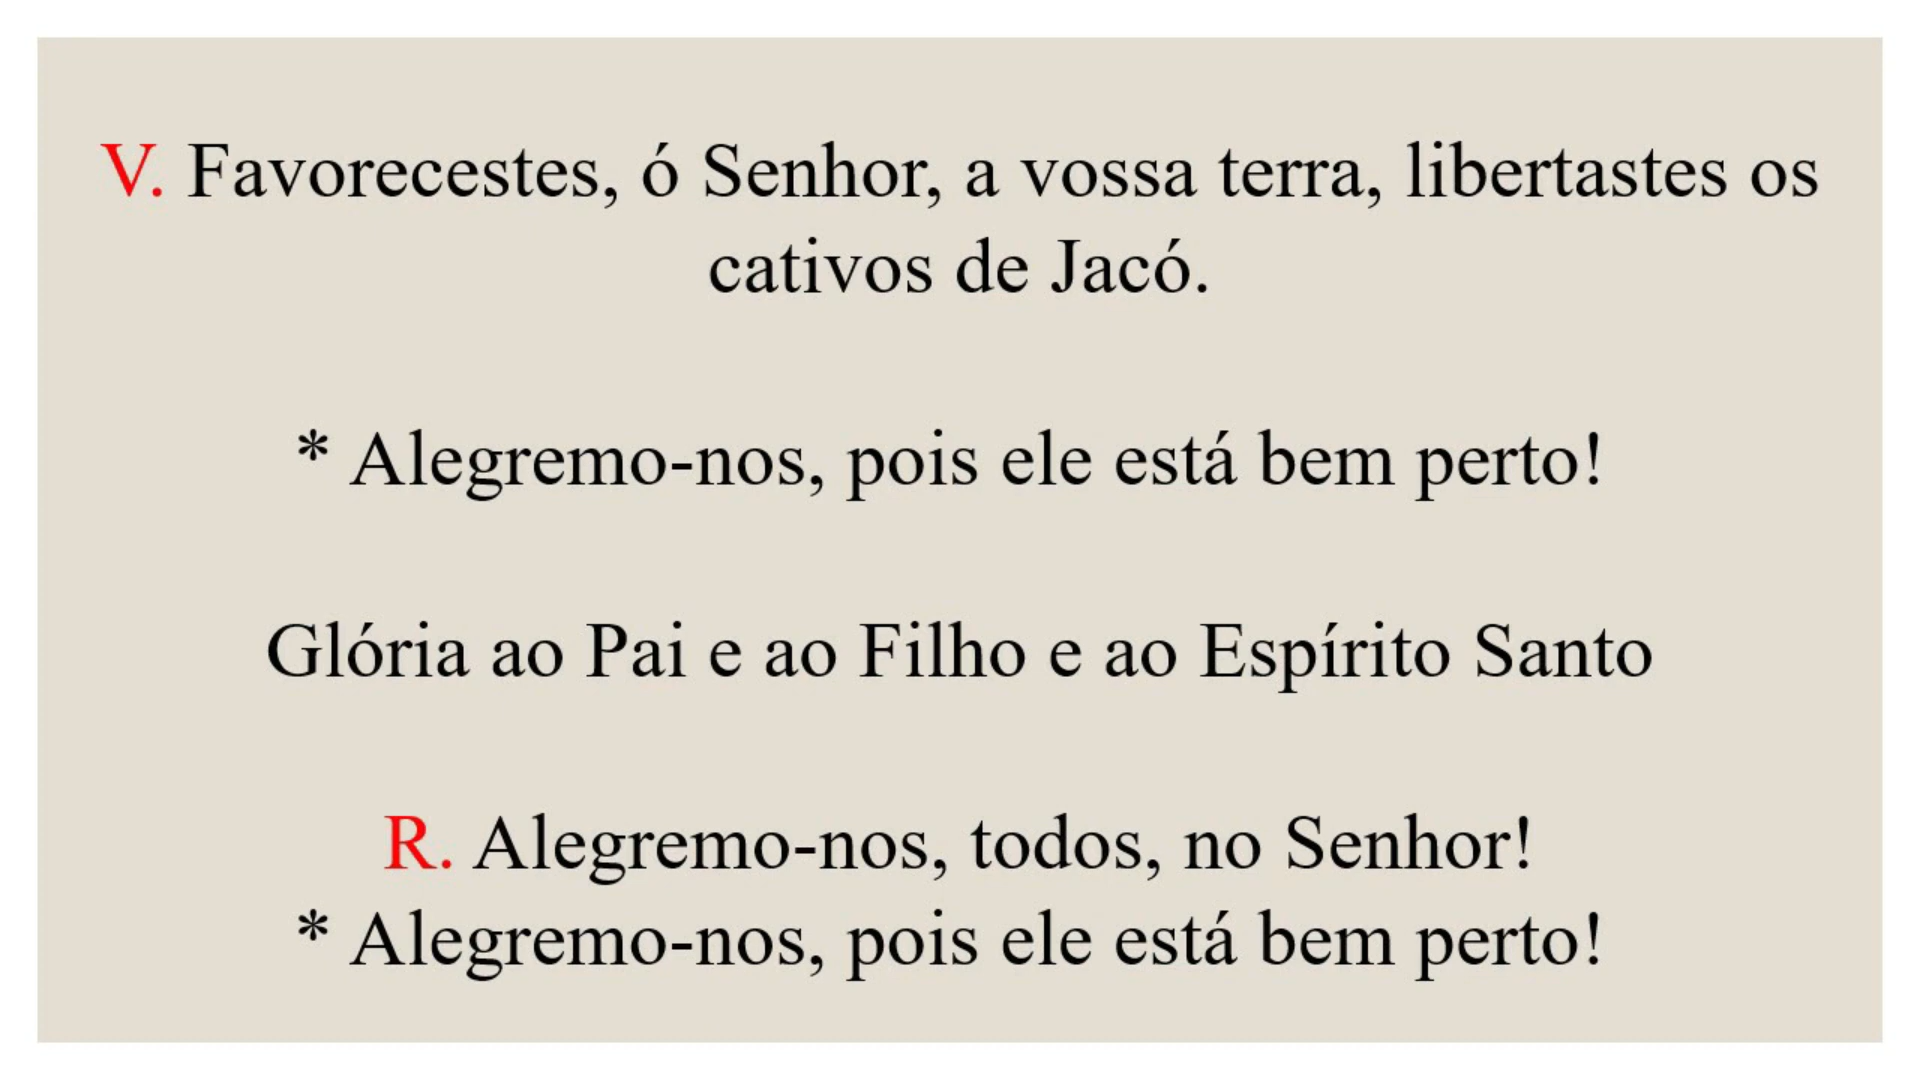 V. Favorecestes, ó Senhor, a vossa terra, libertastes os
cativos de Jacó.
* Alegremo-nos, pois ele está bem perto!
Glória ao Pai e ao Filho e ao Espírito Santo
R. Alegremo-nos, todos, no Senhor!
* Alegremo-nos, pois ele está bem perto!